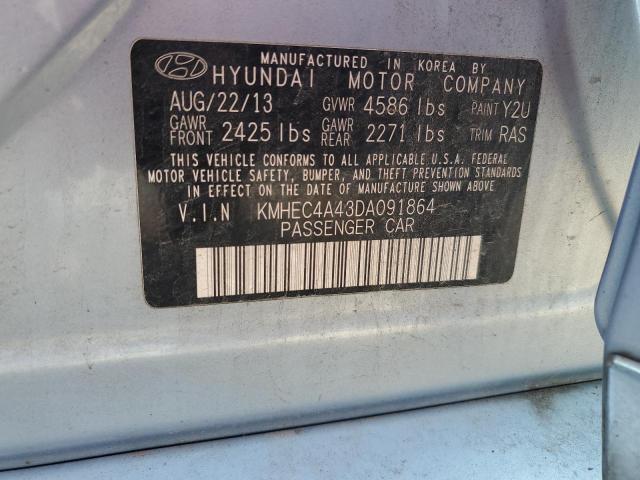 MANUFACTURED IN KOREA BY
HYUNDAI MOTOR COMPANY
AUG/22/13 GVWR 4586 lbs PAINT Y2U
GAWR FRONT 2425 lbs GAWR REAR 2271 lbs TRIM RAS
THIS VEHICLE CONFORMS TO ALL APPLICABLE U.S.A. FEDERAL
MOTOR VEHICLE SAFETY, BUMPER, AND THEFT PREVENTION STANDARDS
IN EFFECT ON THE DATE OF MANUFACTURE SHOWN ABOVE.
V.I.N KMHEC4A43DA091864
PASSENGER CAR